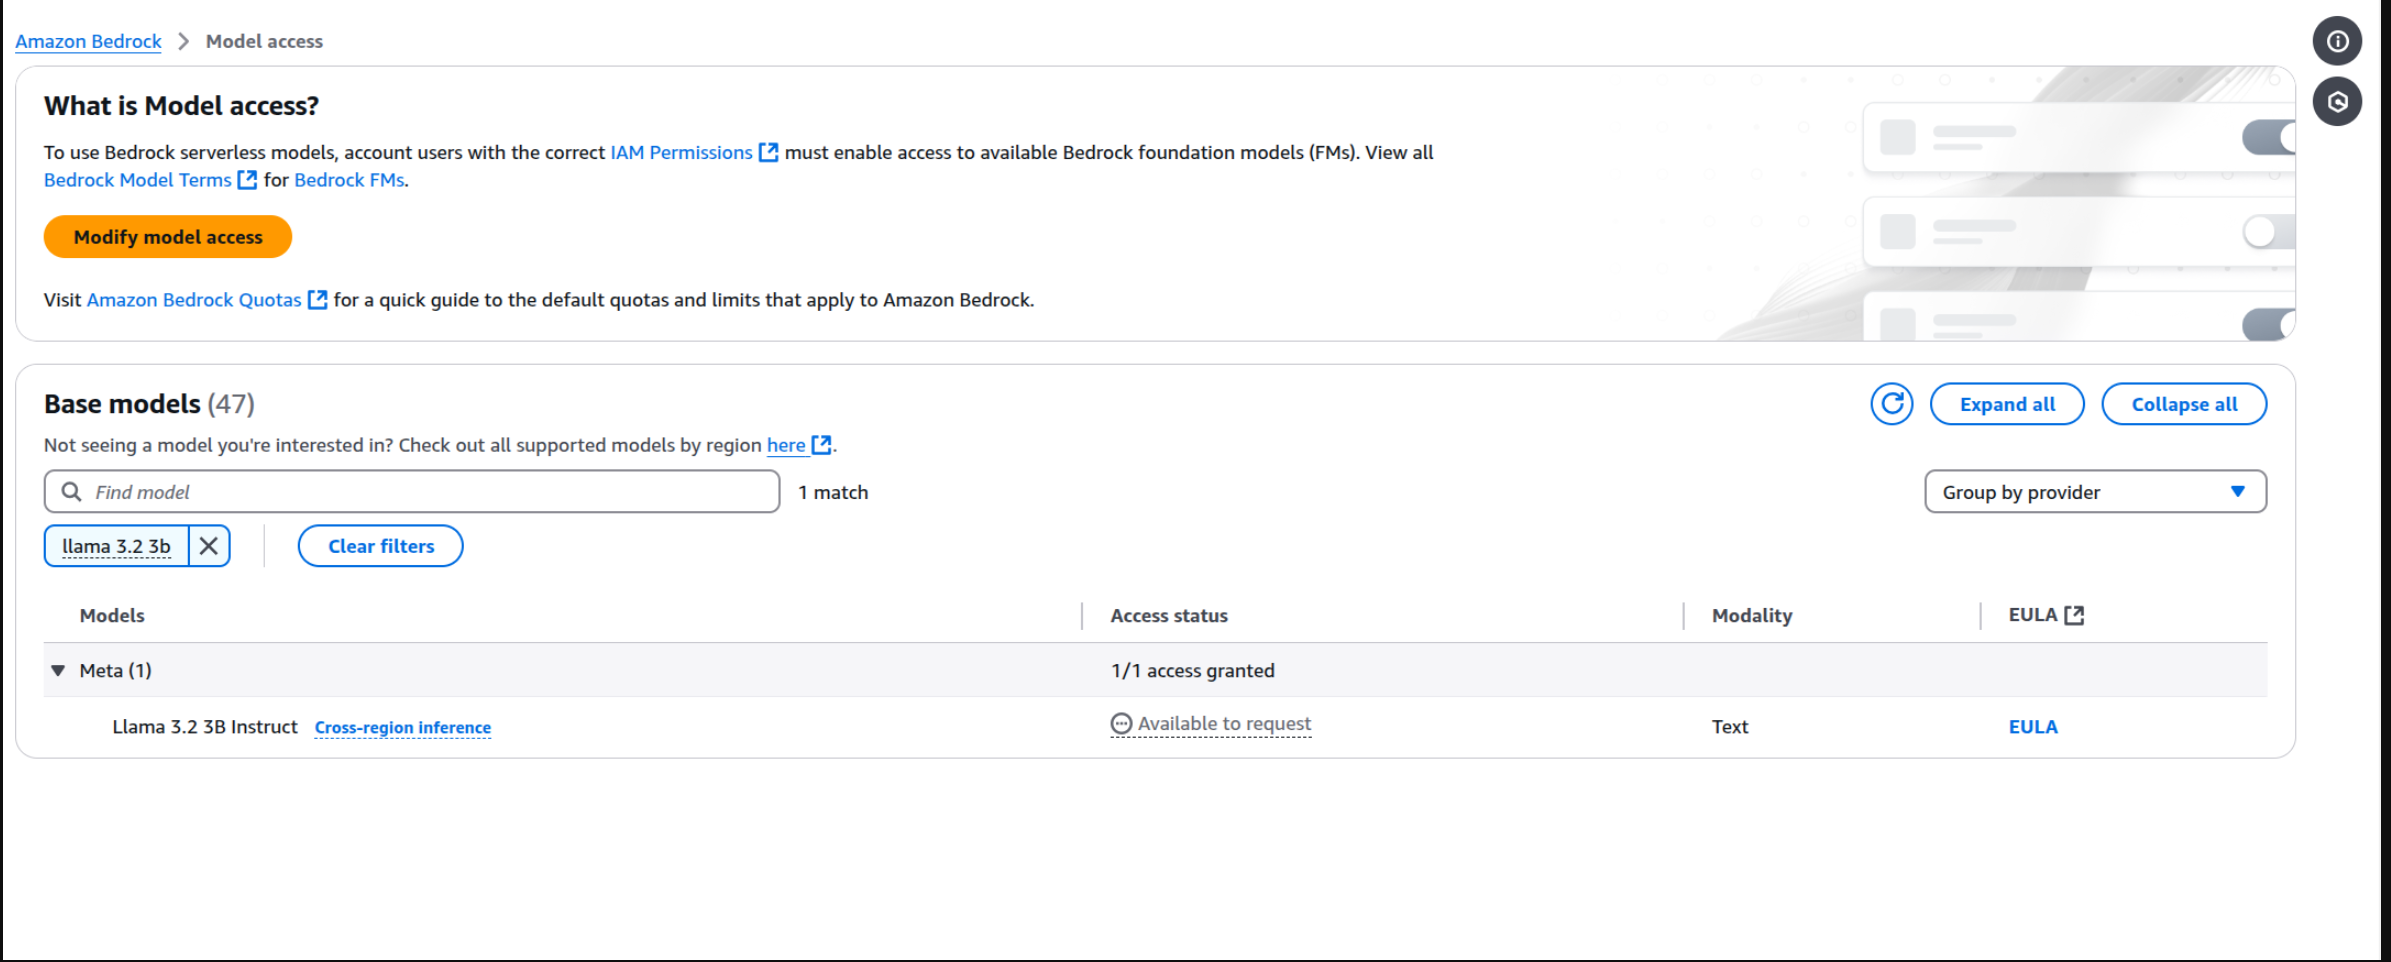 Amazon Bedrock > Model access
What is Model access?
To use Bedrock serverless models, account users with the correct IAM Permissions must enable access to available Bedrock foundation models (FMs). View all
Bedrock Model Terms for Bedrock FMs.
Modify model access
Visit Amazon Bedrock Quotas for a quick guide to the default quotas and limits that apply to Amazon Bedrock.
Base models (47)
Expand all
Collapse all
Not seeing a model you're interested in? Check out all supported models by region here.
Find model
1 match
Group by provider
llama 3.2 3b
Clear filters
Models Access status Modality EULA
Meta (1) 1/1 access granted
Llama 3.2 3B Instruct Cross-region inference Available to request Text EULA